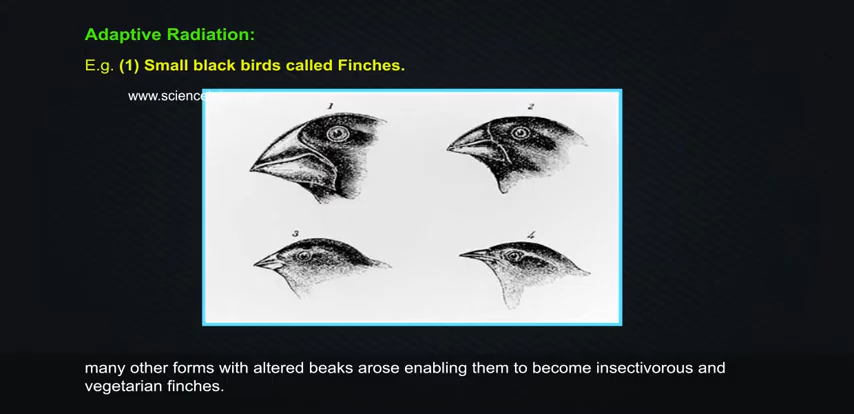 Adaptive Radiation:
E.g. (1) Small black birds called Finches.
1
2
3
4
many other forms with altered beaks arose enabling them to become insectivorous and
vegetarian finches.